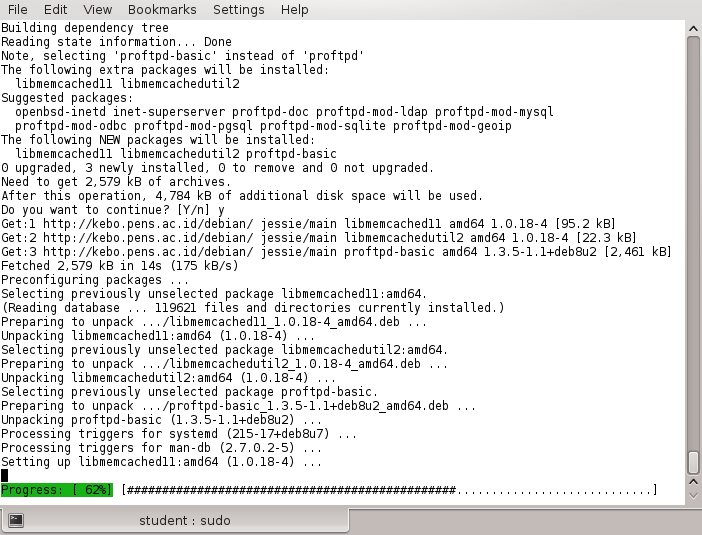 File Edit View Bookmarks Settings Help
Building dependency tree
Reading state information... Done
Note, selecting 'proftpd-basic' instead of 'proftpd'
The following extra packages will be installed:
  libmemcached11 libmemcachedutil2
Suggested packages:
  openbsd-inetd inet-superserver proftpd-doc proftpd-mod-ldap proftpd-mod-mysql
  proftpd-mod-odbc proftpd-mod-pgsql proftpd-mod-sqlite proftpd-mod-geoip
The following NEW packages will be installed:
  libmemcached11 libmemcachedutil2 proftpd-basic
0 upgraded, 3 newly installed, 0 to remove and 0 not upgraded.
Need to get 2,579 kB of archives.
After this operation, 4,784 kB of additional disk space will be used.
Do you want to continue? [Y/n] y
Get:1 http://kebo.pens.ac.id/debian/ jessie/main libmemcached11 amd64 1.0.18-4 [95.2 kB]
Get:2 http://kebo.pens.ac.id/debian/ jessie/main libmemcachedutil2 amd64 1.0.18-4 [22.3 kB]
Get:3 http://kebo.pens.ac.id/debian/ jessie/main proftpd-basic amd64 1.3.5-1.1+deb8u2 [2,461 kB]
Fetched 2,579 kB in 14s (175 kB/s)
Preconfiguring packages ...
Selecting previously unselected package libmemcached11:amd64.
(Reading database ... 119621 files and directories currently installed.)
Preparing to unpack .../libmemcached11_1.0.18-4_amd64.deb ...
Unpacking libmemcached11:amd64 (1.0.18-4) ...
Selecting previously unselected package libmemcachedutil2:amd64.
Preparing to unpack .../libmemcachedutil2_1.0.18-4_amd64.deb ...
Unpacking libmemcachedutil2:amd64 (1.0.18-4) ...
Selecting previously unselected package proftpd-basic.
Preparing to unpack .../proftpd-basic_1.3.5-1.1+deb8u2_amd64.deb ...
Unpacking proftpd-basic (1.3.5-1.1+deb8u2) ...
Processing triggers for systemd (215-17+deb8u7) ...
Processing triggers for man-db (2.7.0.2-5) ...
Setting up libmemcached11:amd64 (1.0.18-4) ...
Progress: [ 62%] [###############################################............................]
student : sudo